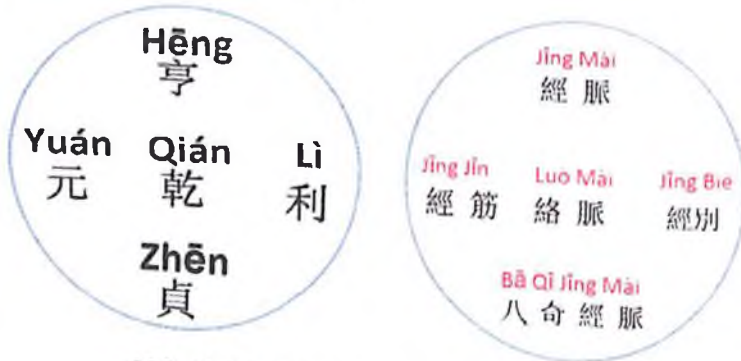 Hēng
亨
Yuán Qián Lì
元 乾 利
Zhēn
貞
Jīng Mài
經 脈
Jīng Jīn Luo Mài Jīng Bie
經 筋 絡 脈 經別
Bā Qí Jīng Mài
八 奇 經 脈